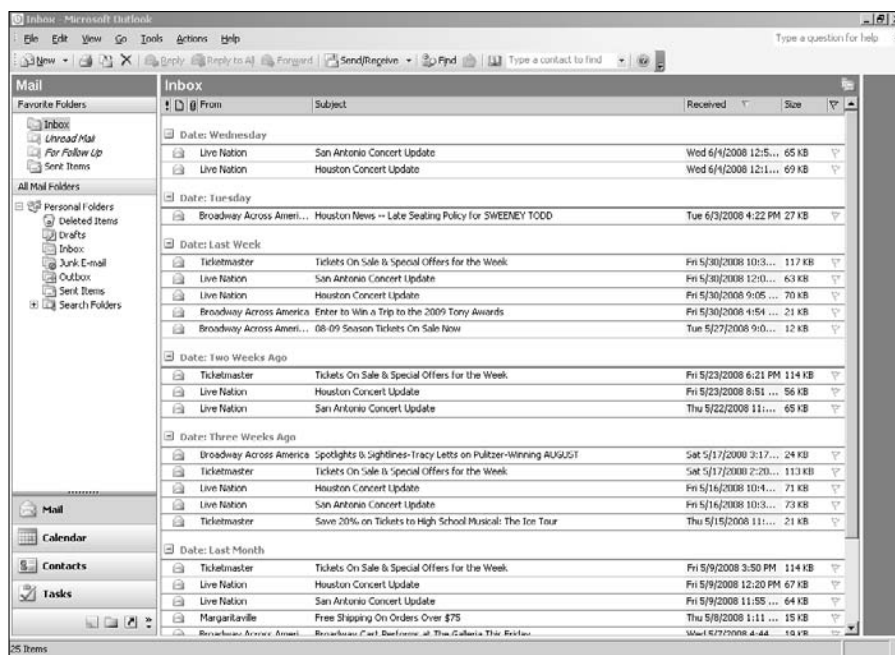 Inbox - Microsoft Outlook
File Edit View Go Tools Actions Help Type a question for help
New Reply Reply to All Forward Send/Receive Find Type a contact to find
Mail Inbox
Favorite Folders
Inbox
Unread Mail
For Follow Up
Sent Items
All Mail Folders
Personal Folders
Deleted Items
Drafts
Inbox
Junk E-mail
Outbox
Sent Items
Search Folders
Mail
Calendar
Contacts
Tasks
From Subject Received Size
Date: Wednesday
Live Nation San Antonio Concert Update Wed 6/4/2008 12:5... 65 KB
Live Nation Houston Concert Update Wed 6/4/2008 12:1... 69 KB
Date: Tuesday
Broadway Across Ameri... Houston News -- Late Seating Policy for SWEENEY TODD Tue 6/3/2008 4:22 PM 27 KB
Date: Last Week
Ticketmaster Tickets On Sale & Special Offers for the Week Fri 5/30/2008 10:3... 117 KB
Live Nation San Antonio Concert Update Fri 5/30/2008 12:0... 63 KB
Live Nation Houston Concert Update Fri 5/30/2008 9:05 ... 70 KB
Broadway Across America Enter to Win a Trip to the 2009 Tony Awards Fri 5/30/2008 4:54 ... 21 KB
Broadway Across Ameri... 08-09 Season Tickets On Sale Now Tue 5/27/2008 9:0... 12 KB
Date: Two Weeks Ago
Ticketmaster Tickets On Sale & Special Offers for the Week Fri 5/23/2008 6:21 PM 114 KB
Live Nation Houston Concert Update Fri 5/23/2008 8:51 ... 56 KB
Live Nation San Antonio Concert Update Thu 5/22/2008 11:... 65 KB
Date: Three Weeks Ago
Broadway Across America Spotlights & Sightlines-Tracy Letts on Pulitzer-Winning AUGUST Sat 5/17/2008 3:17... 24 KB
Ticketmaster Tickets On Sale & Special Offers for the Week Sat 5/17/2008 2:20... 113 KB
Live Nation Houston Concert Update Fri 5/16/2008 10:4... 71 KB
Live Nation San Antonio Concert Update Fri 5/16/2008 10:3... 73 KB
Ticketmaster Save 20% on Tickets to High School Musical: The Ice Tour Thu 5/15/2008 11:... 21 KB
Date: Last Month
Ticketmaster Tickets On Sale & Special Offers for the Week Fri 5/9/2008 3:50 PM 114 KB
Live Nation Houston Concert Update Fri 5/9/2008 12:20 PM 67 KB
Live Nation San Antonio Concert Update Fri 5/9/2008 11:55 ... 64 KB
Margaritaville Free Shipping On Orders Over $75 Thu 5/8/2008 1:11 ... 15 KB
Broadway Across Ameri... Broadway Cast Performs at The Galleria This Friday Wed 5/7/2008 4:44 ... 19 KB
25 Items